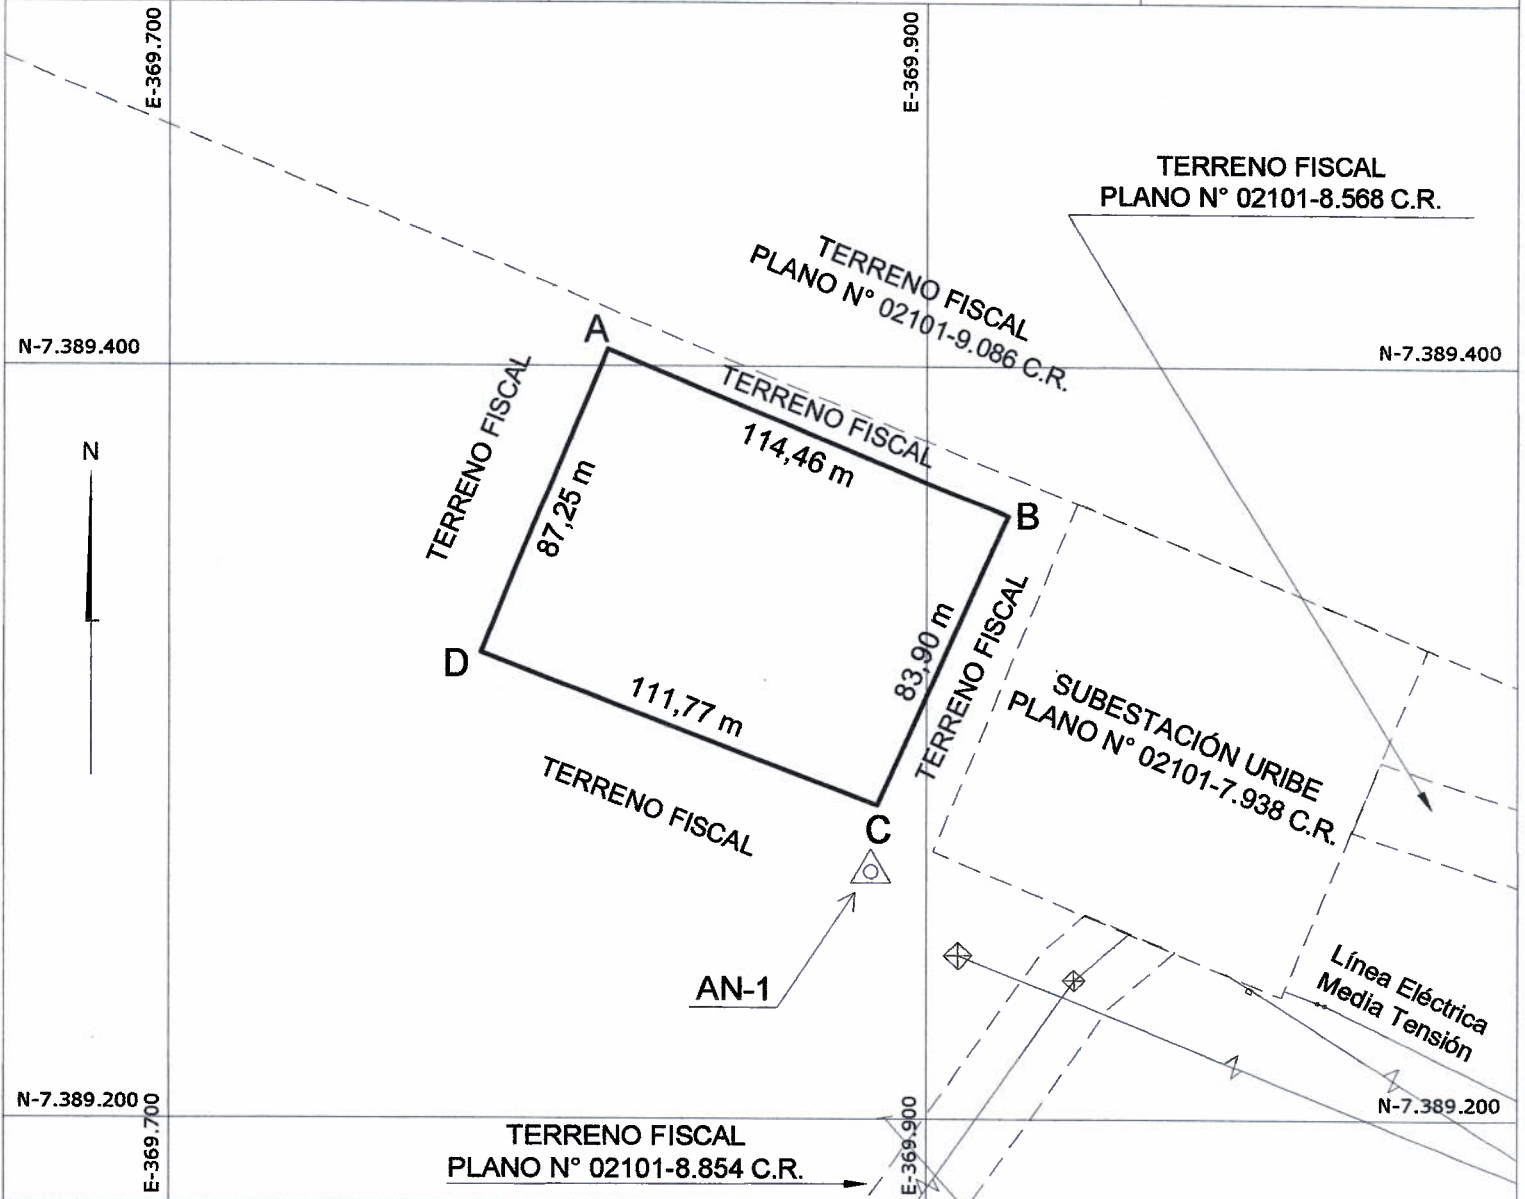 E-369.700
E-369.900
TERRENO FISCAL
PLANO N° 02101-8.568 C.R.
TERRENO FISCAL
PLANO N° 02101-9.086 C.R.
N-7.389.400
N-7.389.400
A
TERRENO FISCAL
TERRENO FISCAL
114,46 m
N
87,25 m
B
83,90 m
TERRENO FISCAL
D
111,77 m
SUBESTACIÓN URIBE
PLANO N° 02101-7.938 C.R.
TERRENO FISCAL
C
AN-1
Línea Eléctrica
Media Tensión
N-7.389.200
N-7.389.200
E-369.700
E-369.900
TERRENO FISCAL
PLANO N° 02101-8.854 C.R.